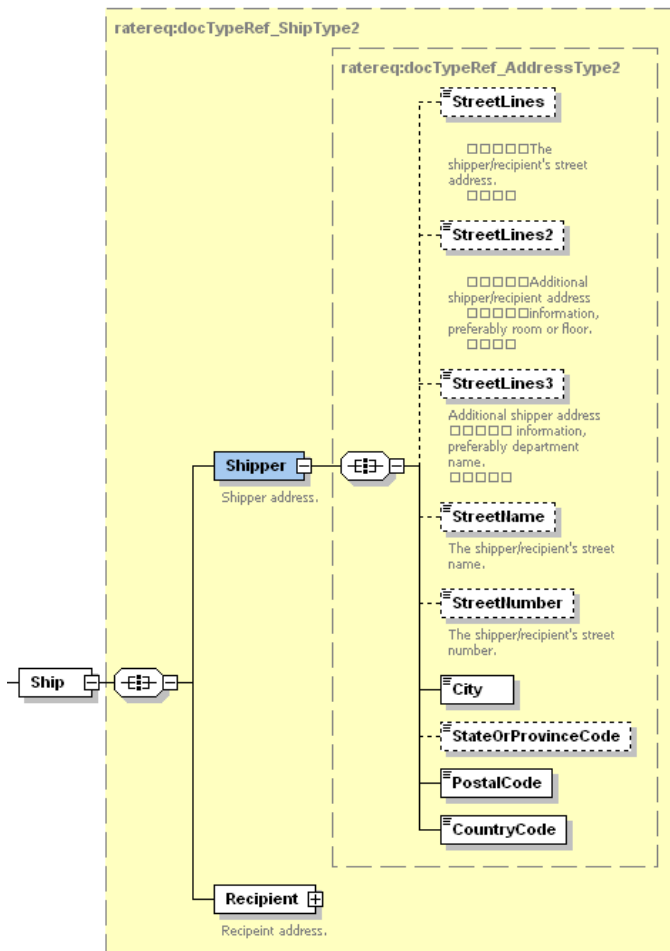 ratereq:docTypeRef_ShipType2
ratereq:docTypeRef_AddressType2
StreetLines
□□□□□The
shipper/recipient's street
address.
□□□□
StreetLines2
□□□□□Additional
shipper/recipient address
□□□□□information,
preferably room or floor.
□□□□
StreetLines3
Additional shipper address
□□□□□ information,
preferably department
name.
□□□□□
Shipper
Shipper address.
StreetName
The shipper/recipient's street
name.
StreetNumber
The shipper/recipient's street
number.
Ship
City
StateOrProvinceCode
PostalCode
CountryCode
Recipient
Recipeint address.